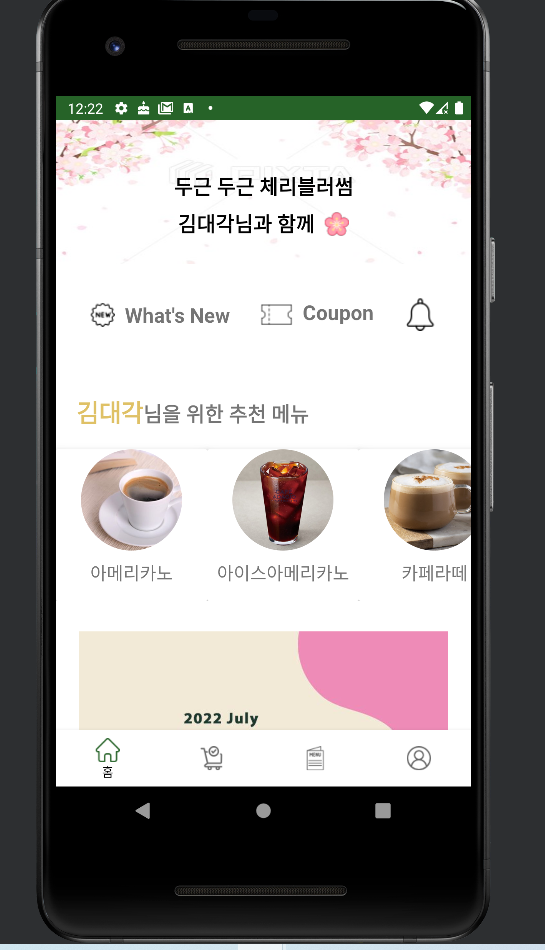 12:22
두근 두근 체리블러썸
김대각님과 함께
NEW What's New
Coupon
김대각님을 위한 추천 메뉴
아메리카노
아이스아메리카노
카페라떼
2022 July
MENU
홈